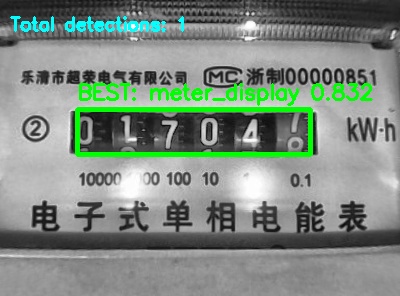 Total detections: 1
乐清市超荣电气有限公司 MC 浙制00000851
BEST: meter_display 0.832
② 01704 kW·h
10000 100 10 1 0.1
电子式单相电能表